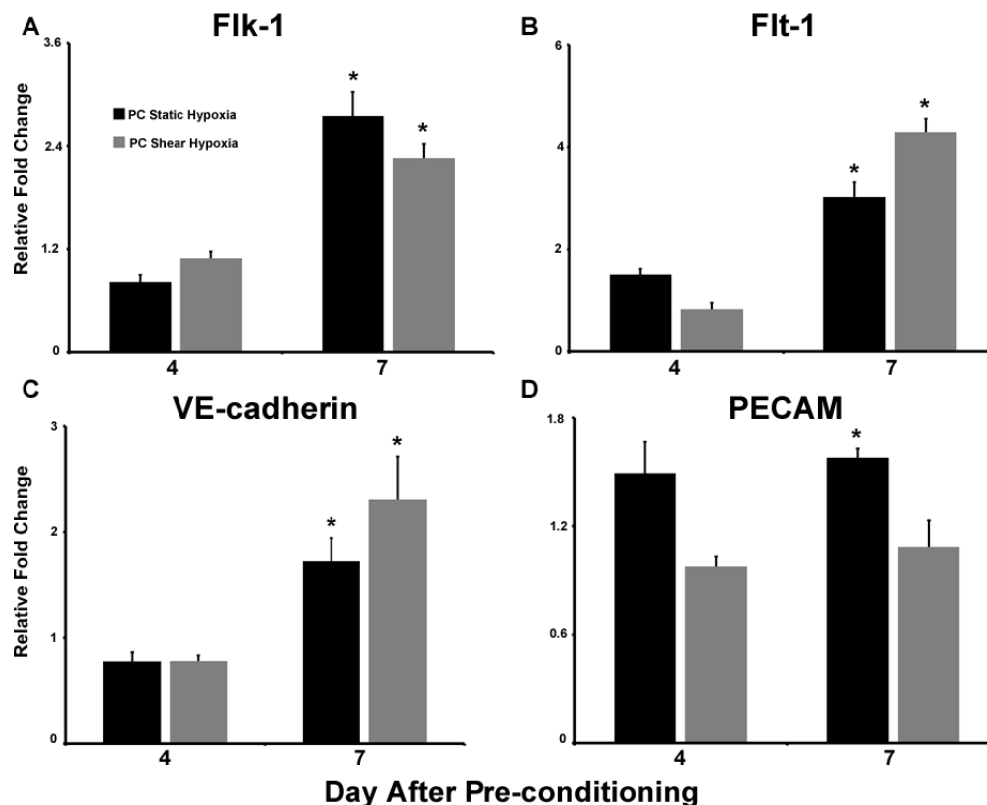 A
Flk-1
3.6
2.4
1.2
0
Relative Fold Change
PC Static Hypoxia
PC Shear Hypoxia
*
*
4
7
B
Flt-1
6
4
2
0
*
*
4
7
C
VE-cadherin
3
2
1
0
Relative Fold Change
*
*
4
7
D
PECAM
1.8
1.2
0.6
0
*
4
7
Day After Pre-conditioning